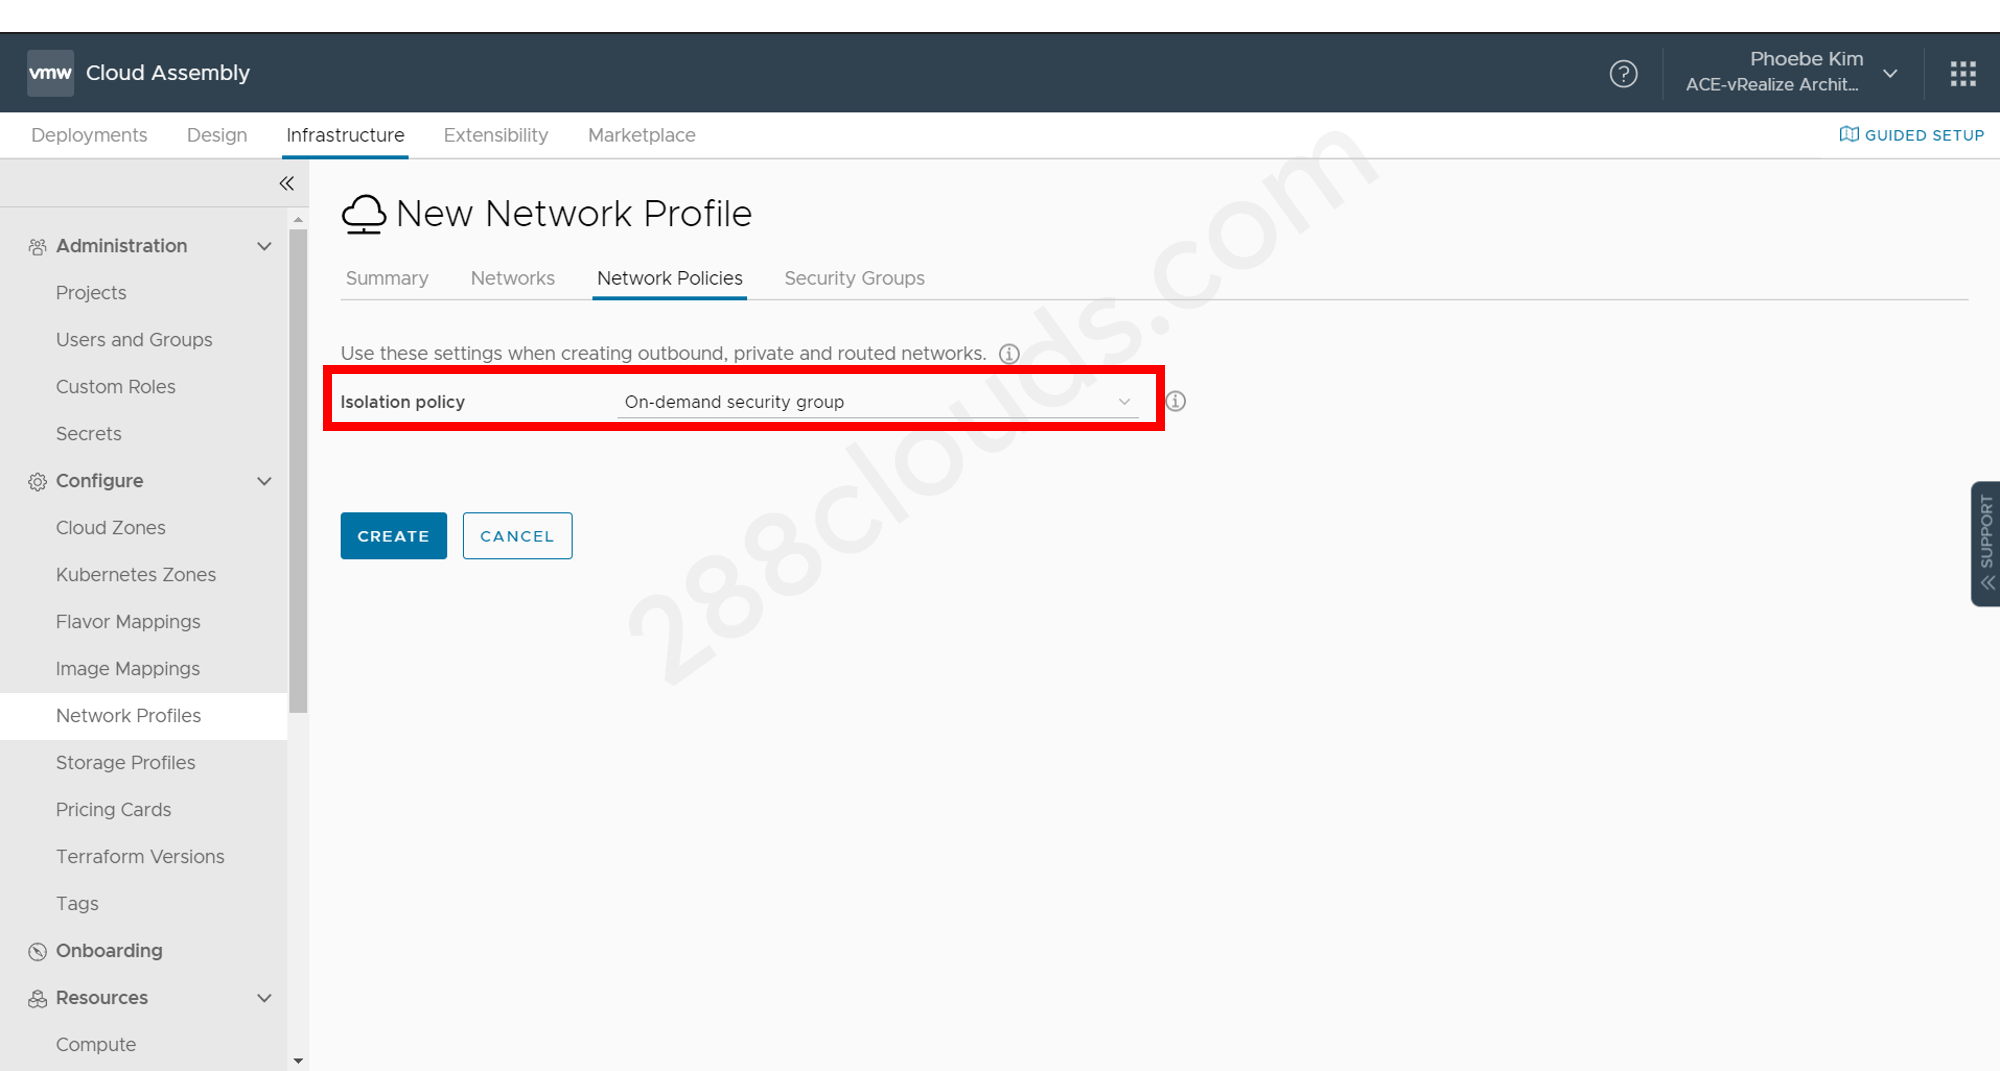 vmw Cloud Assembly
Phoebe Kim
ACE-vRealize Archit...
Deployments Design Infrastructure Extensibility Marketplace
GUIDED SETUP
New Network Profile
Administration
Projects
Users and Groups
Custom Roles
Secrets
Configure
Cloud Zones
Kubernetes Zones
Flavor Mappings
Image Mappings
Network Profiles
Storage Profiles
Pricing Cards
Terraform Versions
Tags
Onboarding
Resources
Compute
Summary Networks Network Policies Security Groups
Use these settings when creating outbound, private and routed networks.
Isolation policy On-demand security group
CREATE CANCEL
SUPPORT
288clouds.com